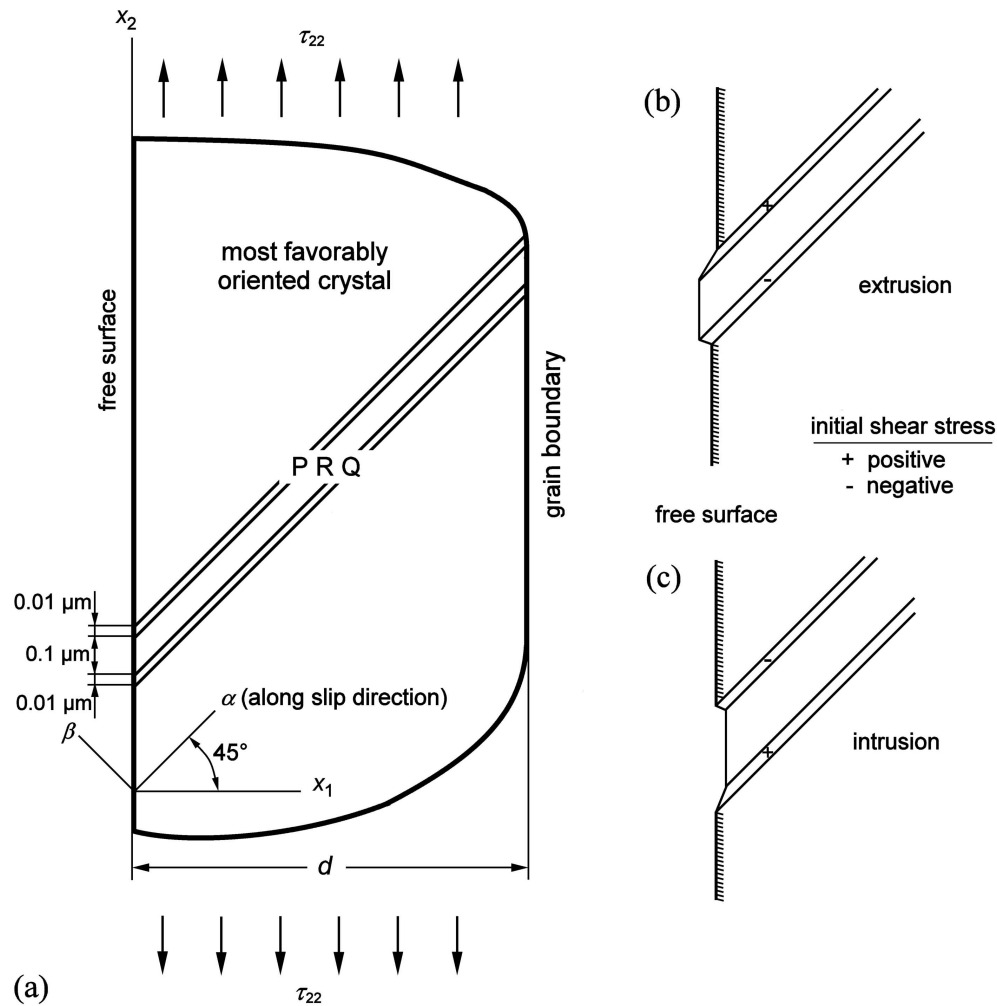 x₂
τ₂₂
most favorably
oriented crystal
free surface
P R Q
grain boundary
0.01 µm
0.1 µm
0.01 µm
α (along slip direction)
β
45°
x₁
d
τ₂₂
(a)
(b)
+
-
extrusion
initial shear stress
+ positive
- negative
free surface
(c)
-
+
intrusion